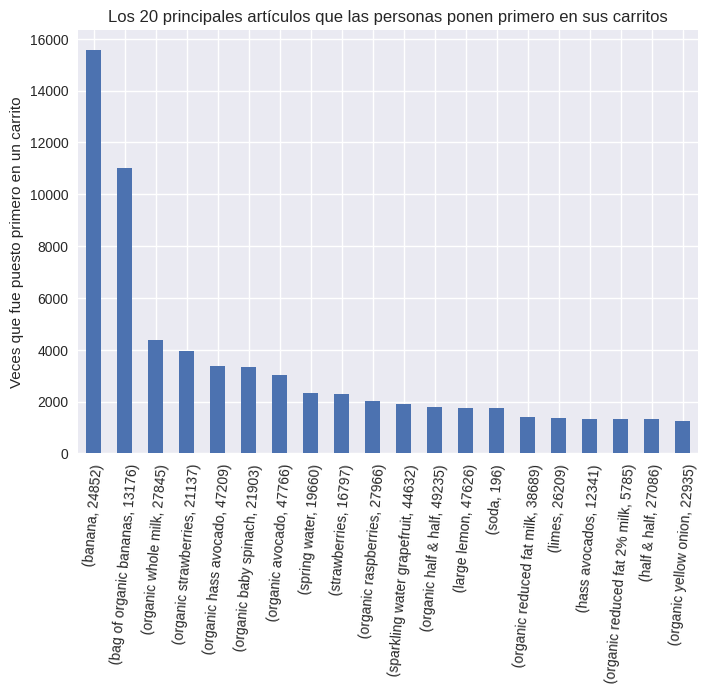 Los 20 principales artículos que las personas ponen primero en sus carritos
Veces que fue puesto primero en un carrito
16000
14000
12000
10000
8000
6000
4000
2000
0
(banana, 24852)
(bag of organic bananas, 13176)
(organic whole milk, 27845)
(organic strawberries, 21137)
(organic hass avocado, 47209)
(organic baby spinach, 21903)
(organic avocado, 47766)
(spring water, 19660)
(strawberries, 16797)
(organic raspberries, 27966)
(sparkling water grapefruit, 44632)
(organic half & half, 49235)
(large lemon, 47626)
(soda, 196)
(organic reduced fat milk, 38689)
(limes, 26209)
(hass avocados, 12341)
(organic reduced fat 2% milk, 5785)
(half & half, 27086)
(organic yellow onion, 22935)